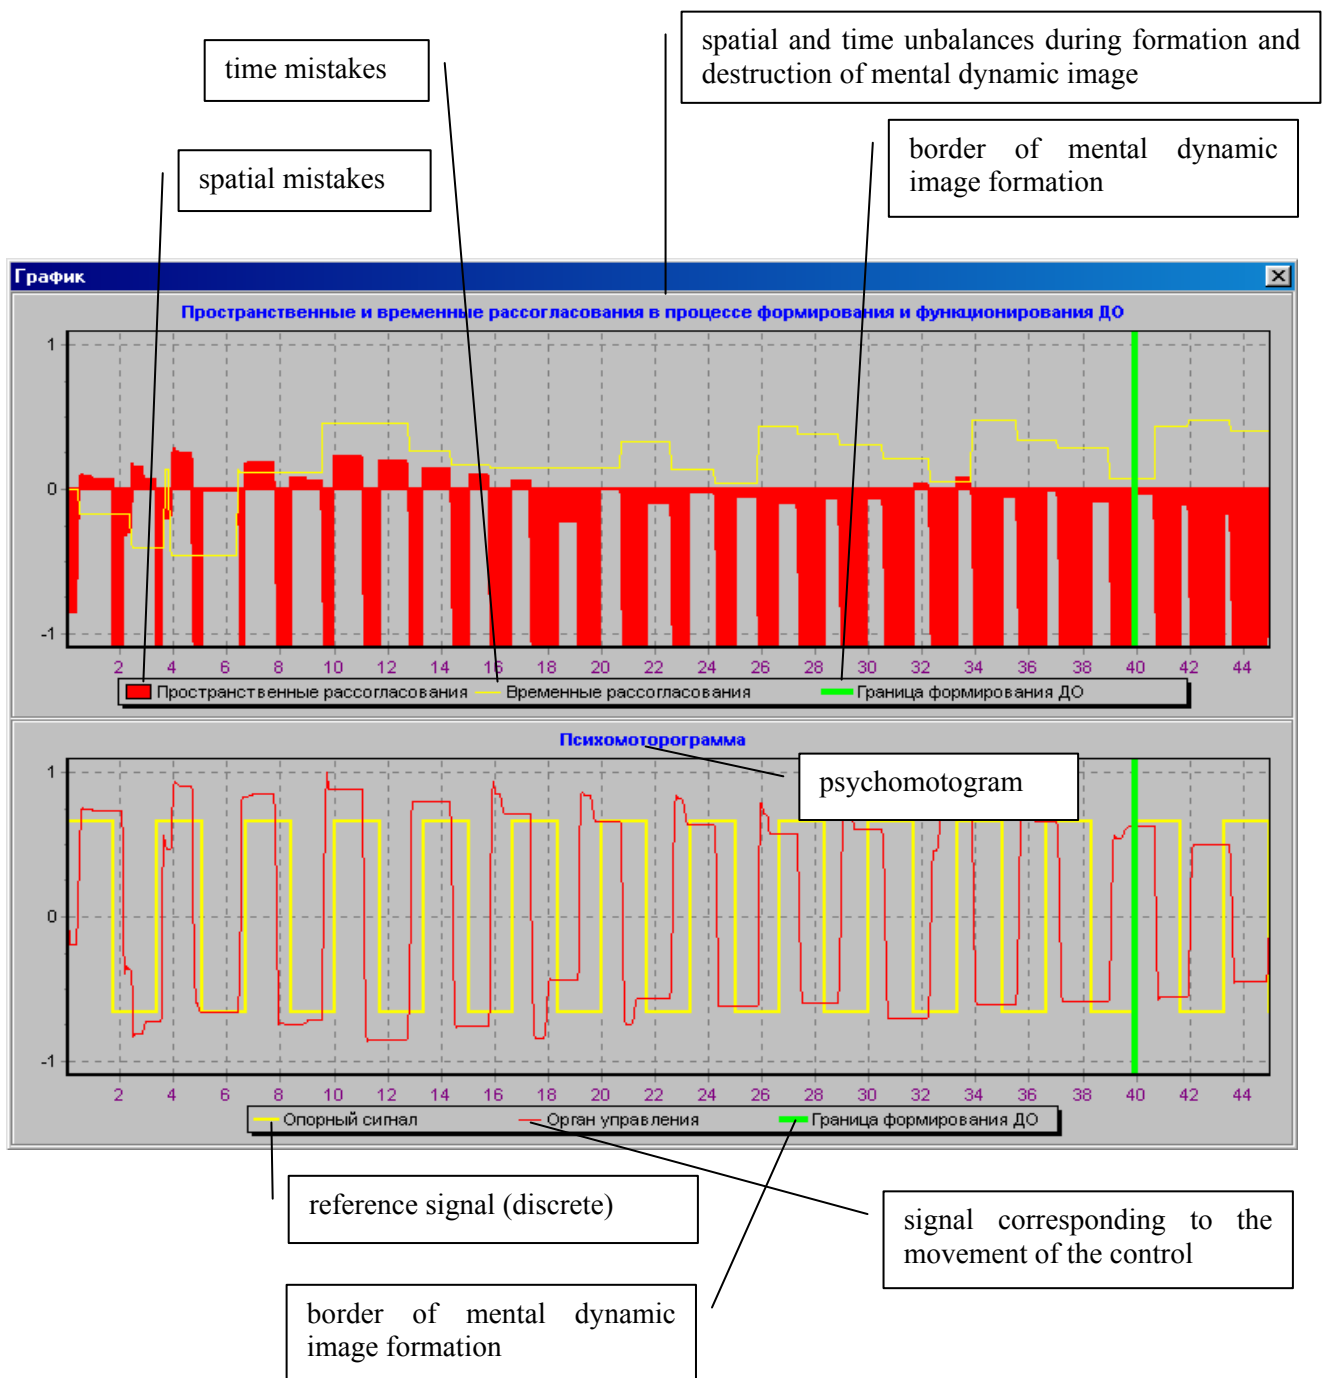 spatial and time unbalances during formation and
destruction of mental dynamic image
time mistakes
border of mental dynamic
image formation
spatial mistakes
График
Пространственные и временные рассогласования в процессе формирования и функционирования ДО
1
0
-1
2 4 6 8 10 12 14 16 18 20 22 24 26 28 30 32 34 36 38 40 42 44
Пространственные рассогласования Временные рассогласования Граница формирования ДО
Психомоторограмма
psychomotogram
1
0
-1
2 4 6 8 10 12 14 16 18 20 22 24 26 28 30 32 34 36 38 40 42 44
Опорный сигнал Орган управления Граница формирования ДО
reference signal (discrete)
signal corresponding to the
movement of the control
border of mental dynamic
image formation